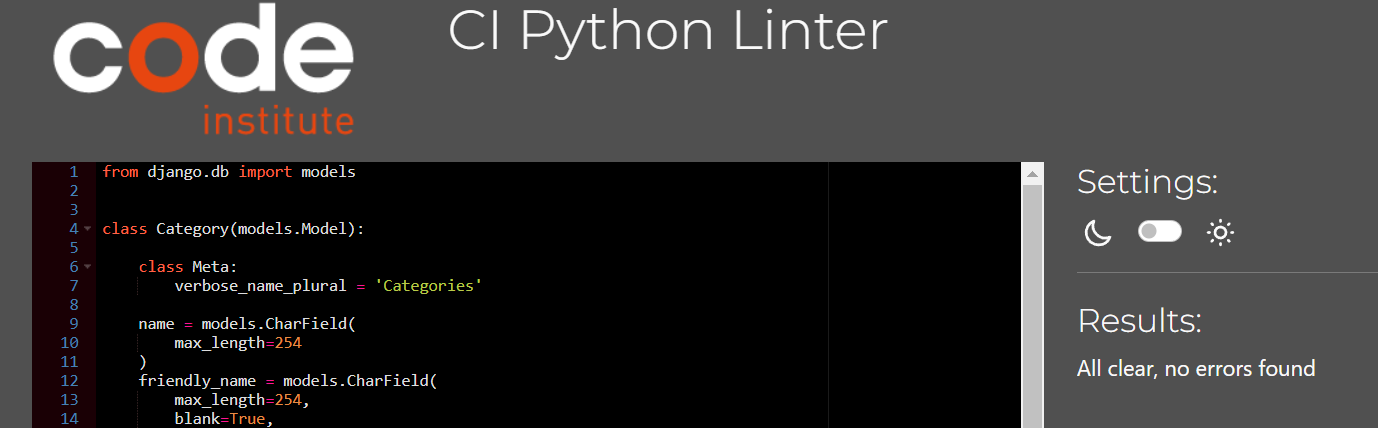 code
institute
CI Python Linter
1 from django.db import models
2
3
4 class Category(models.Model):
5
6     class Meta:
7         verbose_name_plural = 'Categories'
8
9     name = models.CharField(
10         max_length=254
11     )
12     friendly_name = models.CharField(
13         max_length=254,
14         blank=True,
Settings:
Results:
All clear, no errors found